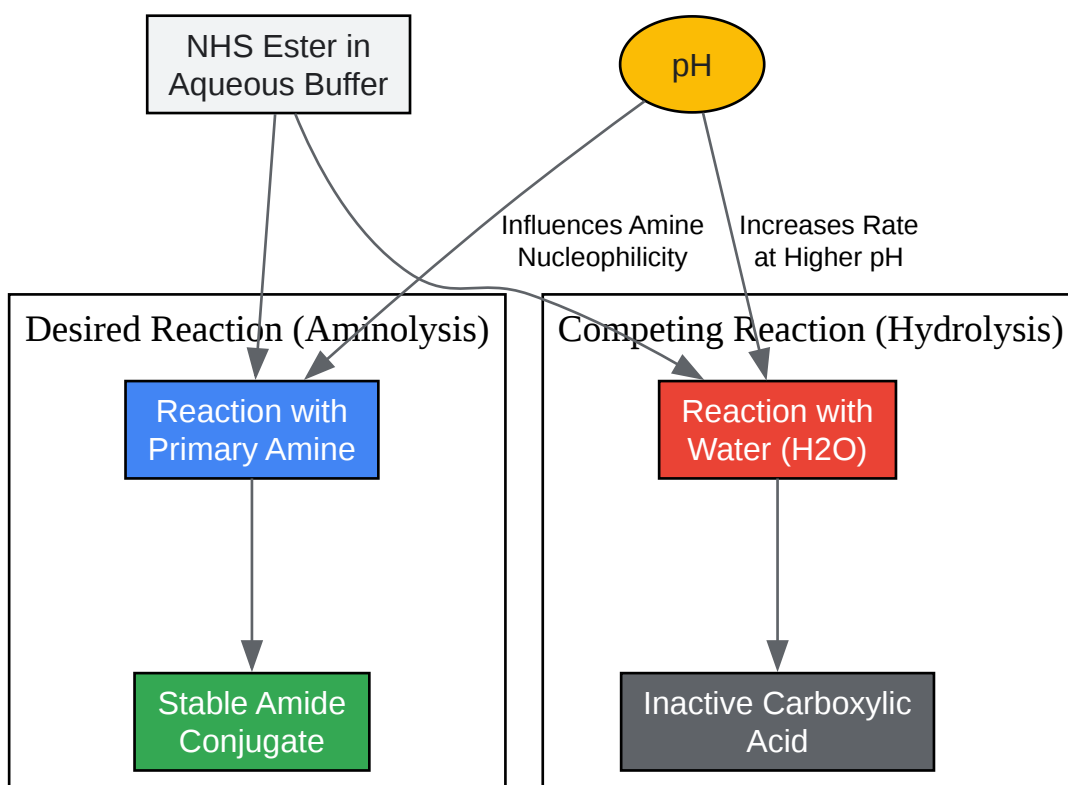 NHS Ester in
Aqueous Buffer
pH
Influences Amine
Nucleophilicity
Increases Rate
at Higher pH
Desired Reaction (Aminolysis)
Reaction with
Primary Amine
Stable Amide
Conjugate
Competing Reaction (Hydrolysis)
Reaction with
Water (H2O)
Inactive Carboxylic
Acid